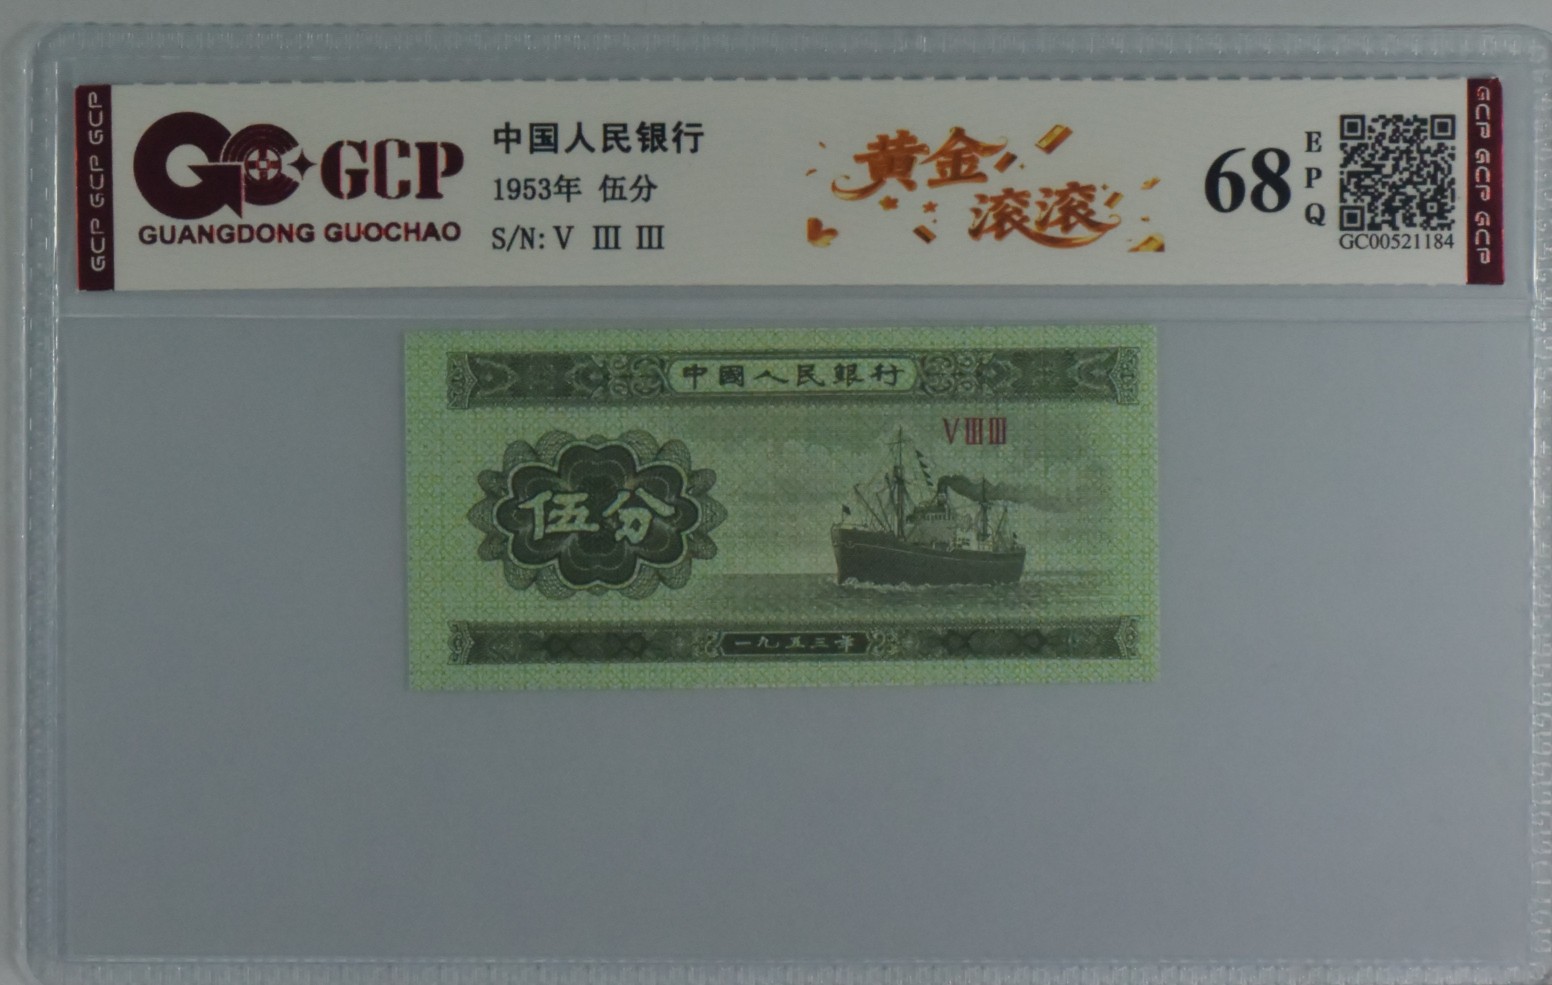 GCP GCP GCP
GCP
GUANGDONG GUOCHAO
中国人民银行
1953年 伍分
S/N: V III III
黄金
滚滚
68
EPQ
GC00521184
GCP GCP GCP
中國人民銀行
VIIIIII
伍分
一九五三年